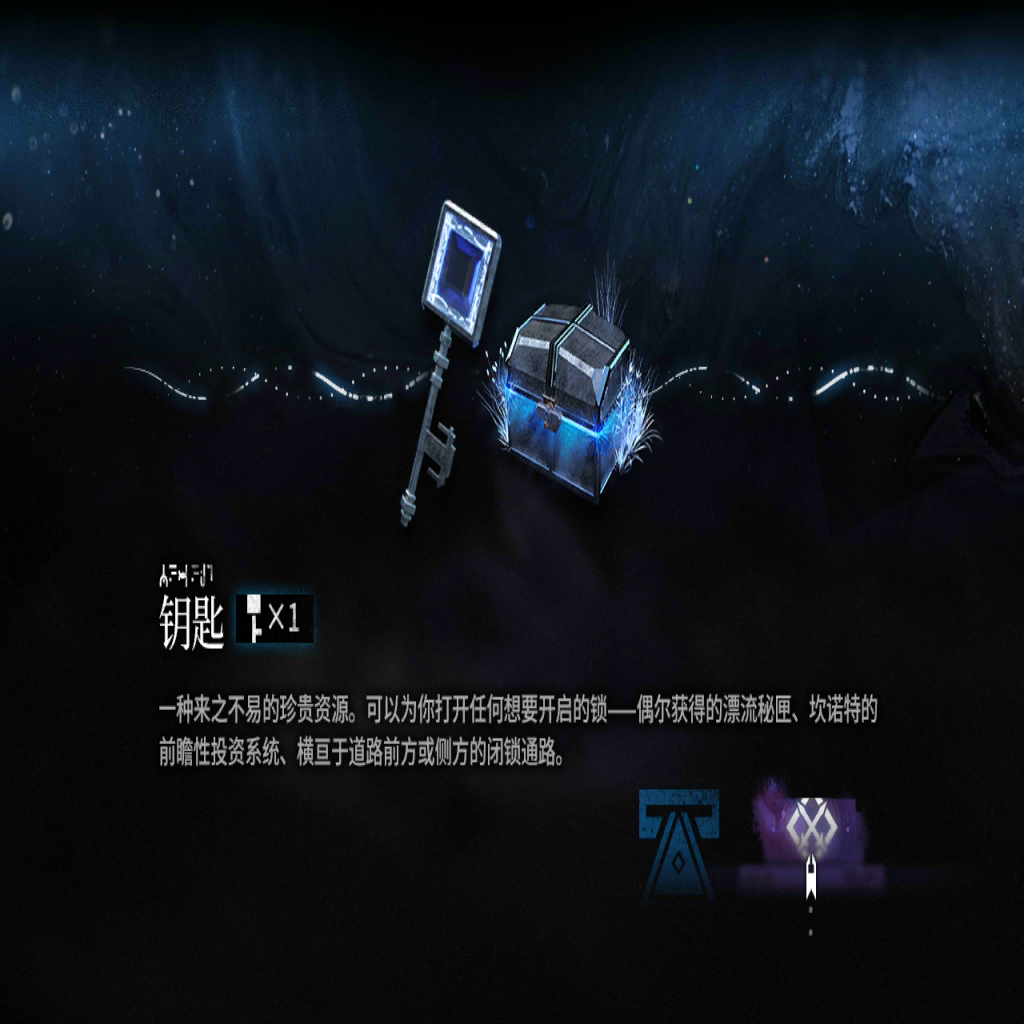 钥匙
×1
一种来之不易的珍贵资源。可以为你打开任何想要开启的锁——偶尔获得的漂流秘匣、坎诺特的
前瞻性投资系统、横亘于道路前方或侧方的闭锁通路。